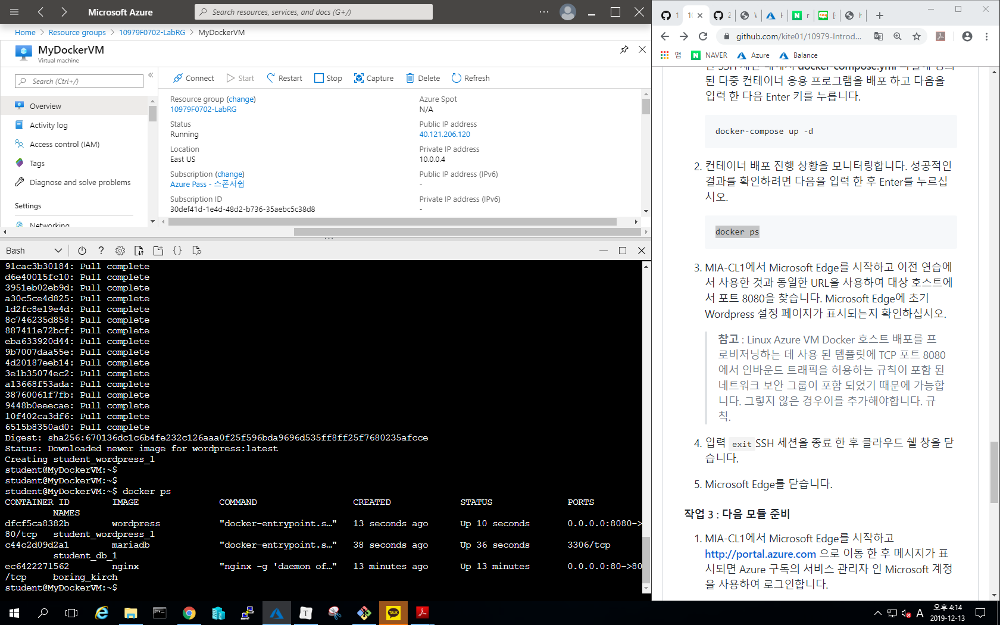 Microsoft Azure
Search resources, services, and docs (G+/)
Home > Resource groups > 10979F0702-LabRG > MyDockerVM
MyDockerVM
Virtual machine
Search (Ctrl+/)
Overview
Activity log
Access control (IAM)
Tags
Diagnose and solve problems
Settings
Networking
Connect Start Restart Stop Capture Delete Refresh
Resource group (change)
10979F0702-LabRG
Status
Running
Location
East US
Subscription (change)
Azure Pass - 스폰서쉽
Subscription ID
30def41d-1e4d-48d2-b736-35aebc5c38d8
Azure Spot
N/A
Public IP address
40.121.206.120
Private IP address
10.0.0.4
Public IP address (IPv6)
-
Private IP address (IPv6)
-
Bash
91cac3b30184: Pull complete
d6e40015fc10: Pull complete
3951eb02eb9d: Pull complete
a30c5ce4d825: Pull complete
1d2fc8e19e4d: Pull complete
8c746235d858: Pull complete
887411e72bcf: Pull complete
eba633920d44: Pull complete
9b7007daa55e: Pull complete
4d20187eeb14: Pull complete
3e1b35074ec2: Pull complete
a13668f53ada: Pull complete
38760061f7fb: Pull complete
9448b0eeecae: Pull complete
10f402ca3df6: Pull complete
6515b8350ad0: Pull complete
Digest: sha256:670136dc1c6b4fe232c126aaa0f25f596bda9696d535ff8ff25f7680235afcce
Status: Downloaded newer image for wordpress:latest
Creating student_wordpress_1
student@MyDockerVM:~$
student@MyDockerVM:~$
student@MyDockerVM:~$ docker ps
CONTAINER ID IMAGE COMMAND CREATED STATUS PORTS
NAMES
dfcf5ca8382b wordpress "docker-entrypoint.s…" 13 seconds ago Up 10 seconds 0.0.0.0:8080->
80/tcp student_wordpress_1
c44c2d09d2a1 mariadb "docker-entrypoint.s…" 38 seconds ago Up 36 seconds 3306/tcp
student_db_1
ec6422271562 nginx "nginx -g 'daemon of…" 13 minutes ago Up 13 minutes 0.0.0.0:80->80
/tcp boring_kirch
student@MyDockerVM:~$
github.com/kite01/10979-Introd...
앱 NAVER Azure Balance
된 다중 컨테이너 응용 프로그램을 배포 하고 다음을
입력 한 다음 Enter 키를 누릅니다.
docker-compose up -d
2. 컨테이너 배포 진행 상황을 모니터링합니다. 성공적인
결과를 확인하려면 다음을 입력 한 후 Enter를 누르십
시오.
docker ps
3. MIA-CL1에서 Microsoft Edge를 시작하고 이전 연습에
서 사용한 것과 동일한 URL을 사용하여 대상 호스트에
서 포트 8080을 찾습니다. Microsoft Edge에 초기
Wordpress 설정 페이지가 표시되는지 확인하십시오.
참고 : Linux Azure VM Docker 호스트 배포를 프
로비저닝하는 데 사용 된 템플릿에 TCP 포트 8080
에서 인바운드 트래픽을 허용하는 규칙이 포함 된
네트워크 보안 그룹이 포함 되었기 때문에 가능합
니다. 그렇지 않은 경우이를 추가해야합니다. 규
칙.
4. 입력 exit SSH 세션을 종료 한 후 클라우드 쉘 창을 닫
습니다.
5. Microsoft Edge를 닫습니다.
작업 3 : 다음 모듈 준비
1. MIA-CL1에서 Microsoft Edge를 시작하고
http://portal.azure.com 으로 이동 한 후 메시지가 표
시되면 Azure 구독의 서비스 관리자 인 Microsoft 계정
을 사용하여 로그인합니다.
TALK
A
오후 4:14
2019-12-13